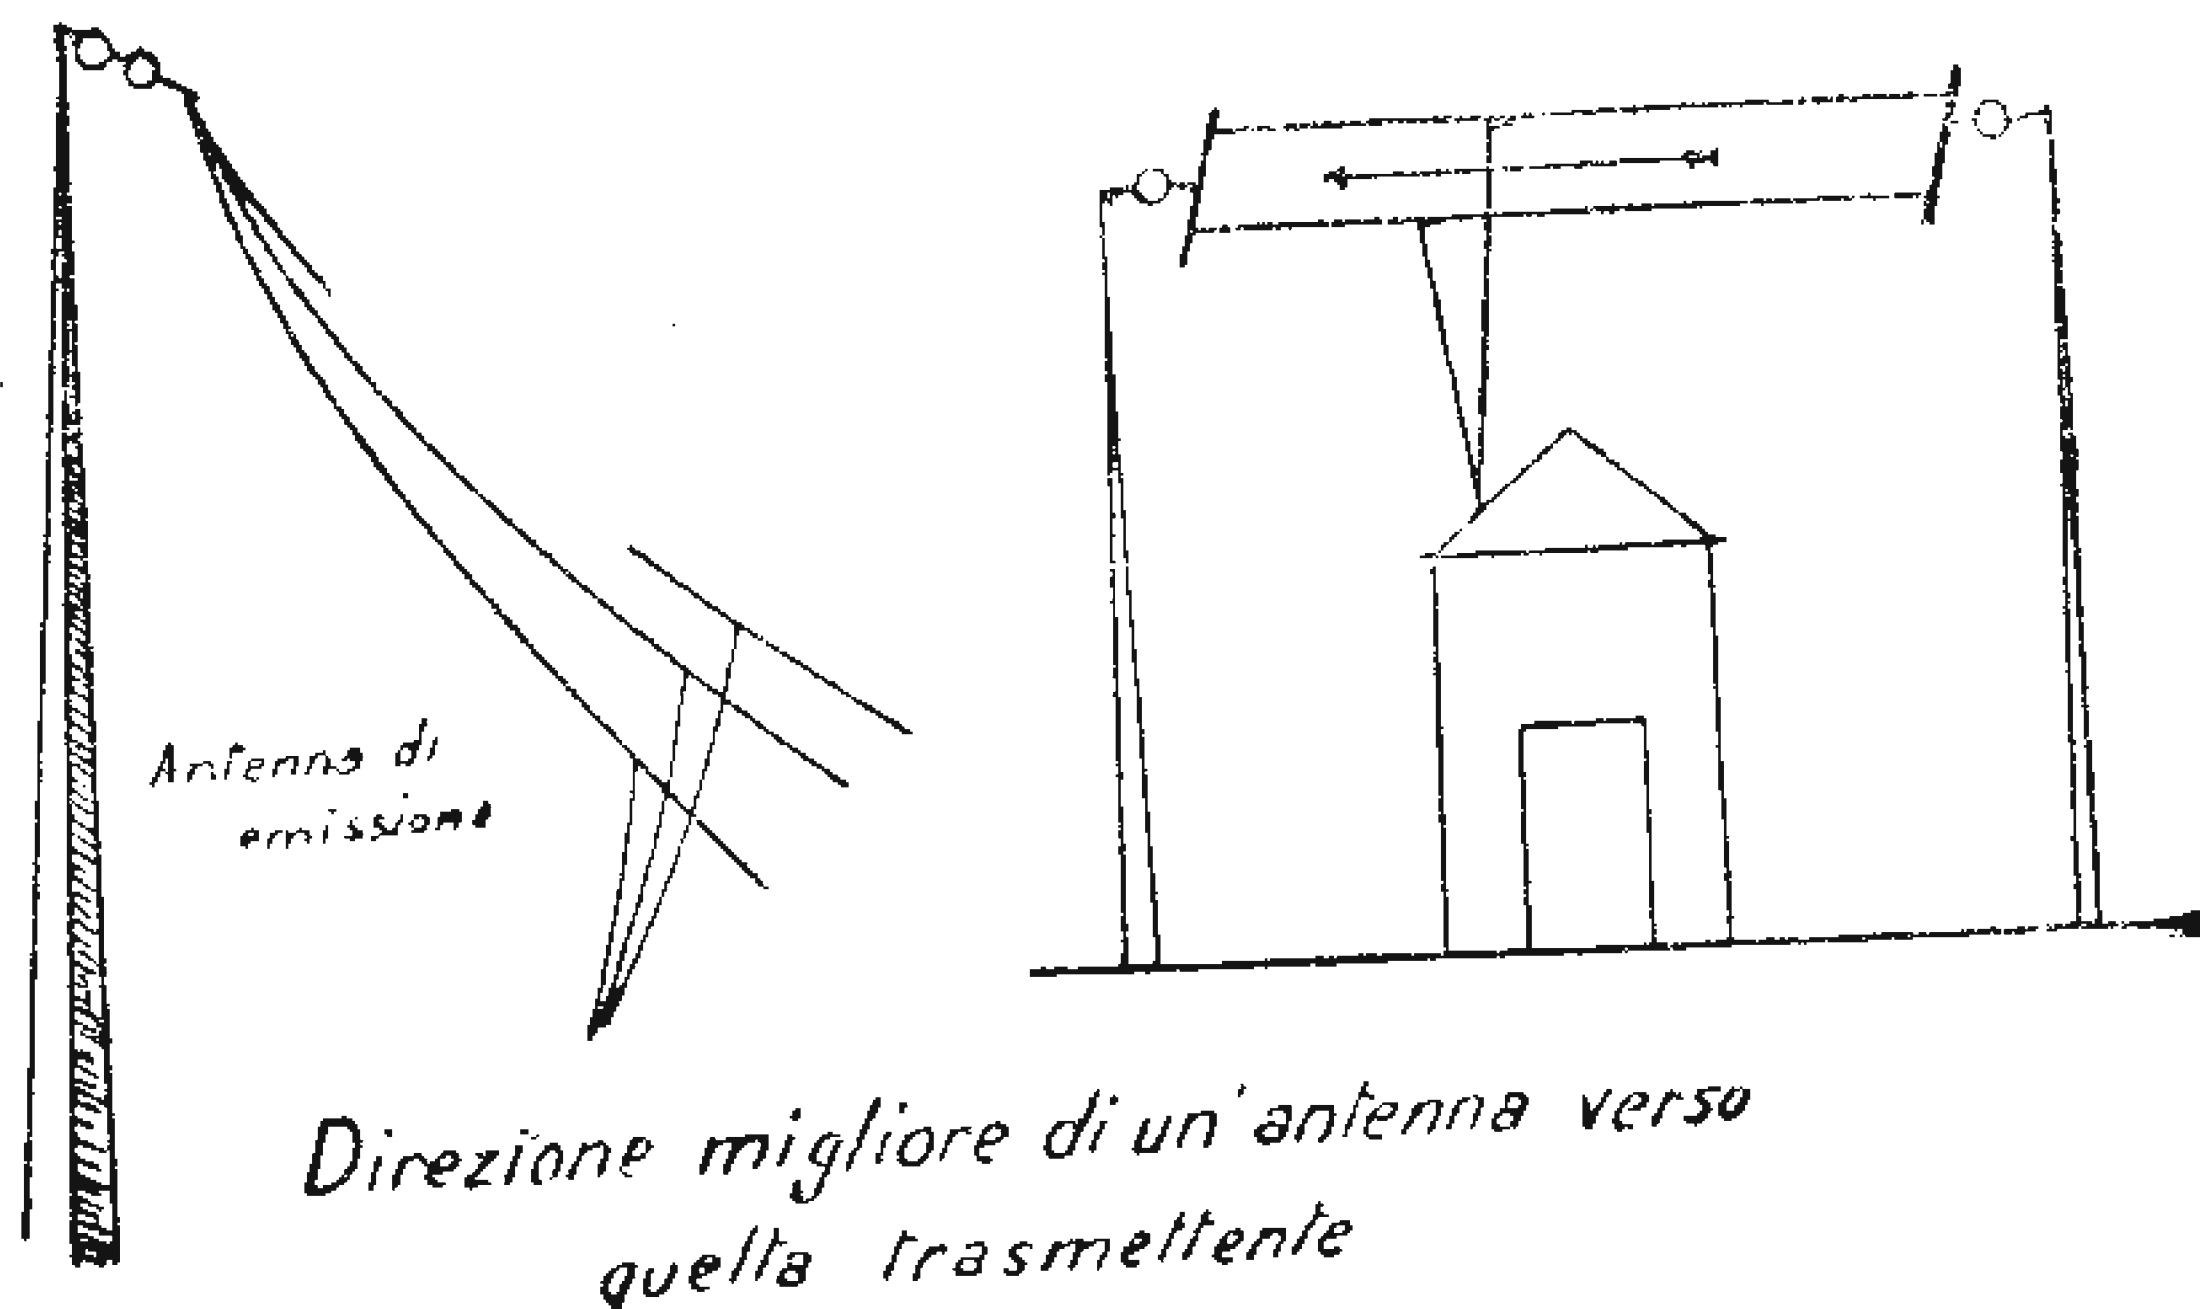 Antenna di
emissione
Direzione migliore di un'antenna verso
quella trasmettente